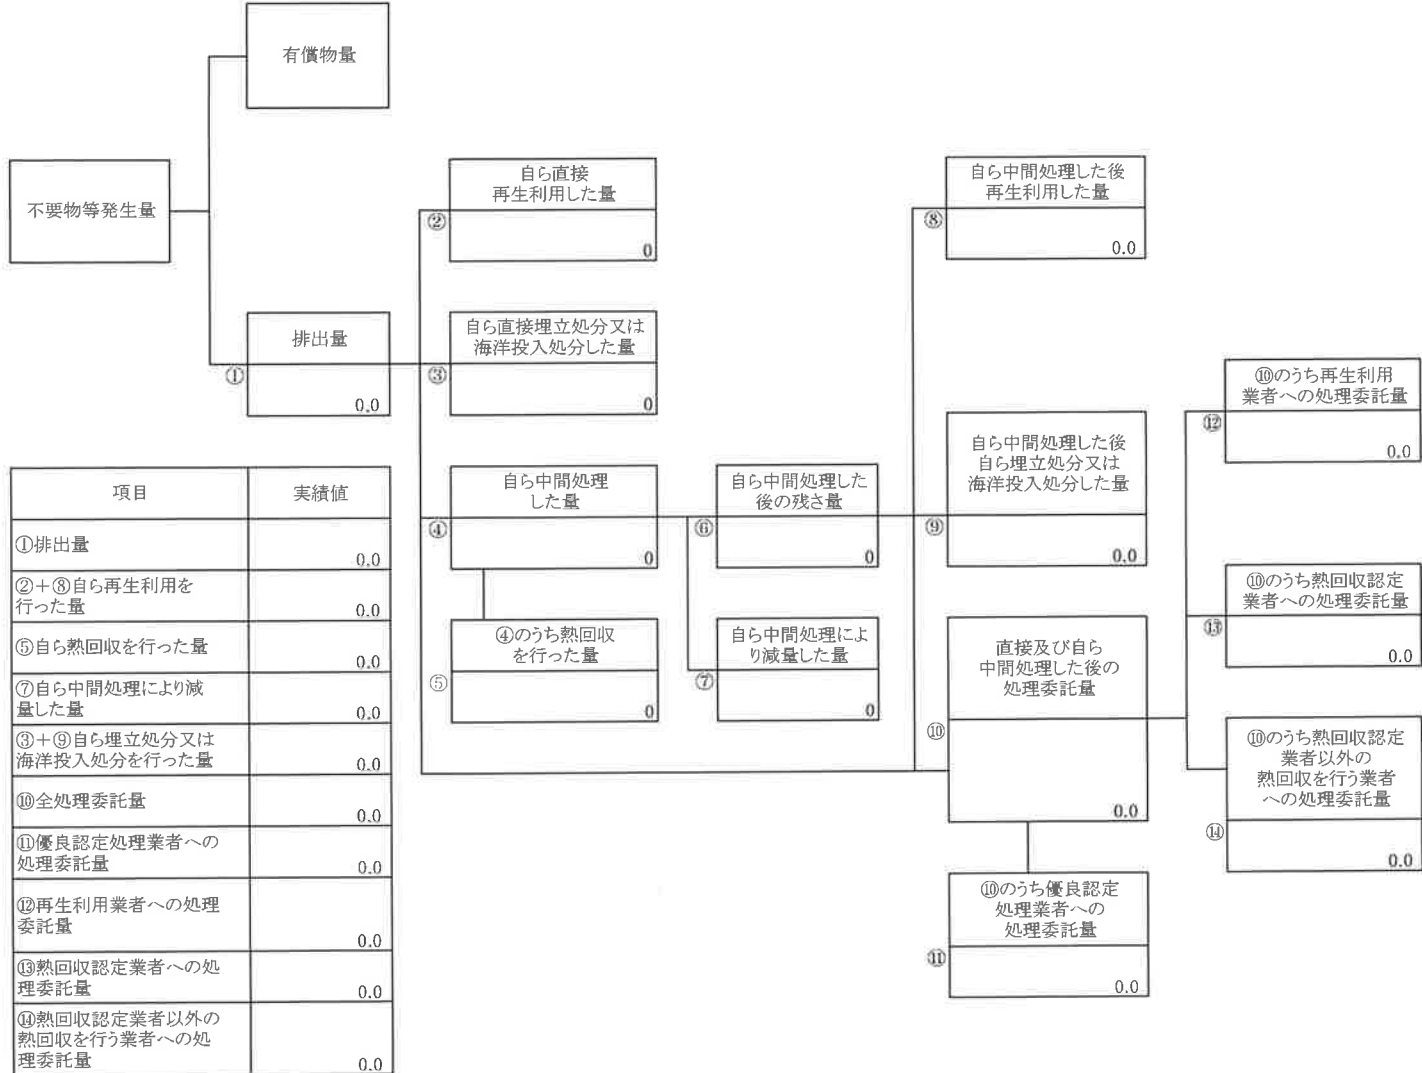 有償物量
不要物等発生量
排出量
①
0.0
自ら直接
再生利用した量
②
0
自ら直接埋立処分又は
海洋投入処分した量
③
0
自ら中間処理
した量
④
0
④のうち熱回収
を行った量
⑤
0
自ら中間処理した
後の残さ量
⑥
0
自ら中間処理によ
り減量した量
⑦
0
自ら中間処理した後
再生利用した量
⑧
0.0
自ら中間処理した後
自ら埋立処分又は
海洋投入処分した量
⑨
0.0
直接及び自ら
中間処理した後の
処理委託量
⑩
0.0
⑩のうち優良認定
処理業者への
処理委託量
⑪
0.0
⑩のうち再生利用
業者への処理委託量
⑫
0.0
⑩のうち熱回収認定
業者への処理委託量
⑬
0.0
⑩のうち熱回収認定
業者以外の
熱回収を行う業者
への処理委託量
⑭
0.0
項目 実績値
①排出量
0.0
②+⑧自ら再生利用を
行った量
0.0
⑤自ら熱回収を行った量
0.0
⑦自ら中間処理により減
量した量
0.0
③+⑨自ら埋立処分又は
海洋投入処分を行った量
0.0
⑩全処理委託量
0.0
⑪優良認定処理業者への
処理委託量
0.0
⑫再生利用業者への処理
委託量
0.0
⑬熱回収認定業者への処
理委託量
0.0
⑭熱回収認定業者以外の
熱回収を行う業者への処
理委託量
0.0